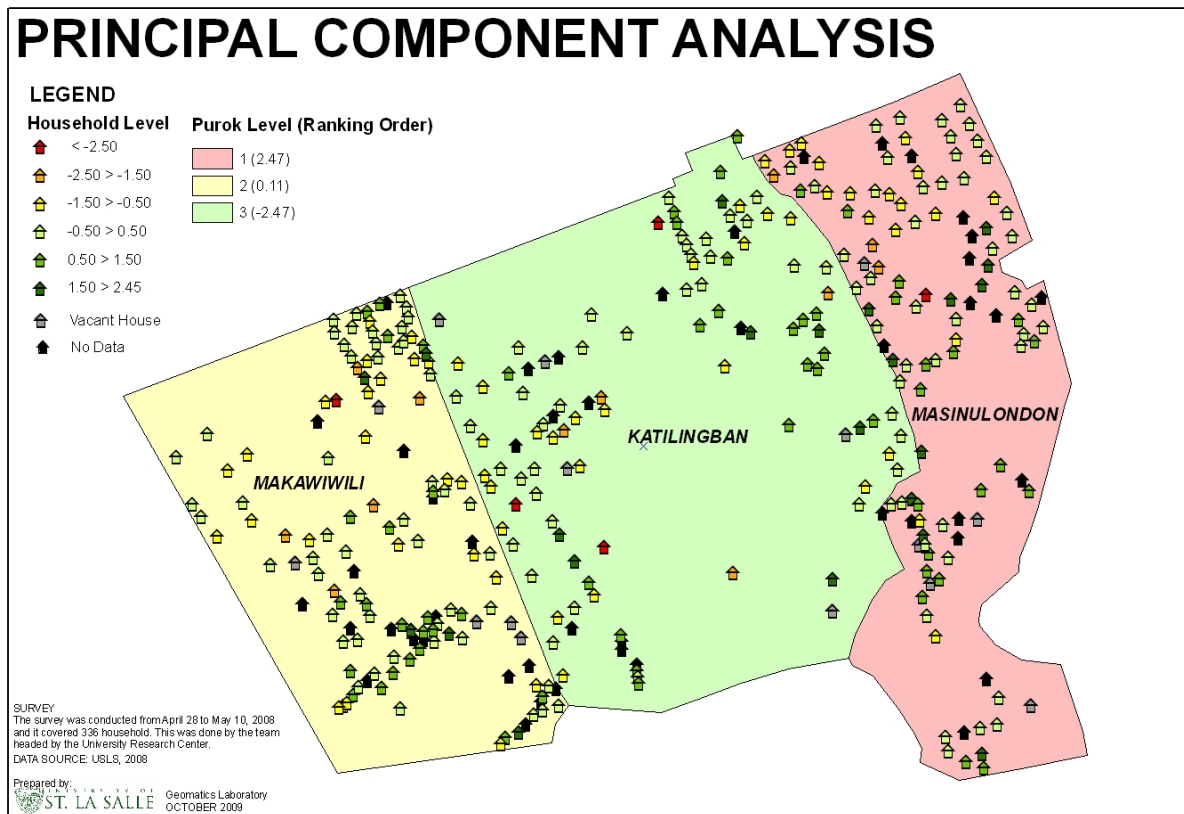 PRINCIPAL COMPONENT ANALYSIS
LEGEND
Household Level
< -2.50
-2.50 > -1.50
-1.50 > -0.50
-0.50 > 0.50
0.50 > 1.50
1.50 > 2.45
Vacant House
No Data
Purok Level (Ranking Order)
1 (2.47)
2 (0.11)
3 (-2.47)
MASINULONDON
KATILINGBAN
MAKAWIWILI
SURVEY
The survey was conducted from April 28 to May 10, 2008
and it covered 336 household. This was done by the team
headed by the University Research Center.
DATA SOURCE: USLS, 2008
Prepared by:
UNIVERSITY OF
ST. LA SALLE
Geomatics Laboratory
OCTOBER 2009